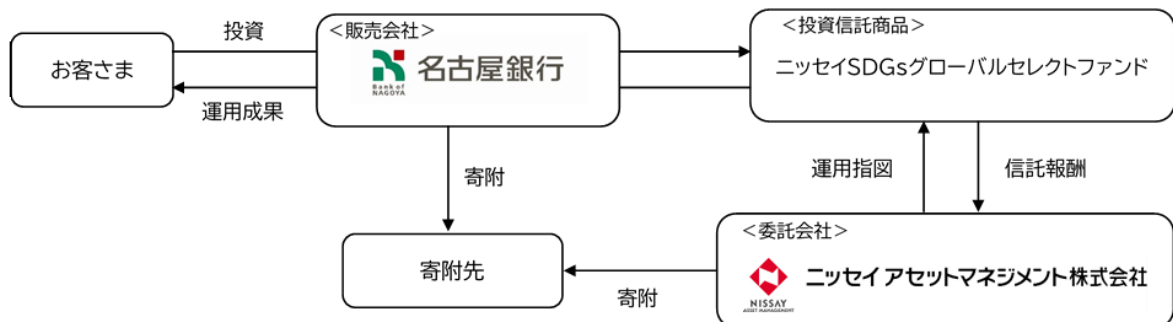 お客さま
投資
運用成果
＜販売会社＞
名古屋銀行
Bank of
NAGOYA
＜投資信託商品＞
ニッセイSDGsグローバルセレクトファンド
寄附
運用指図
信託報酬
寄附先
寄附
＜委託会社＞
ニッセイ アセットマネジメント株式会社
NISSAY
ASSET MANAGEMENT